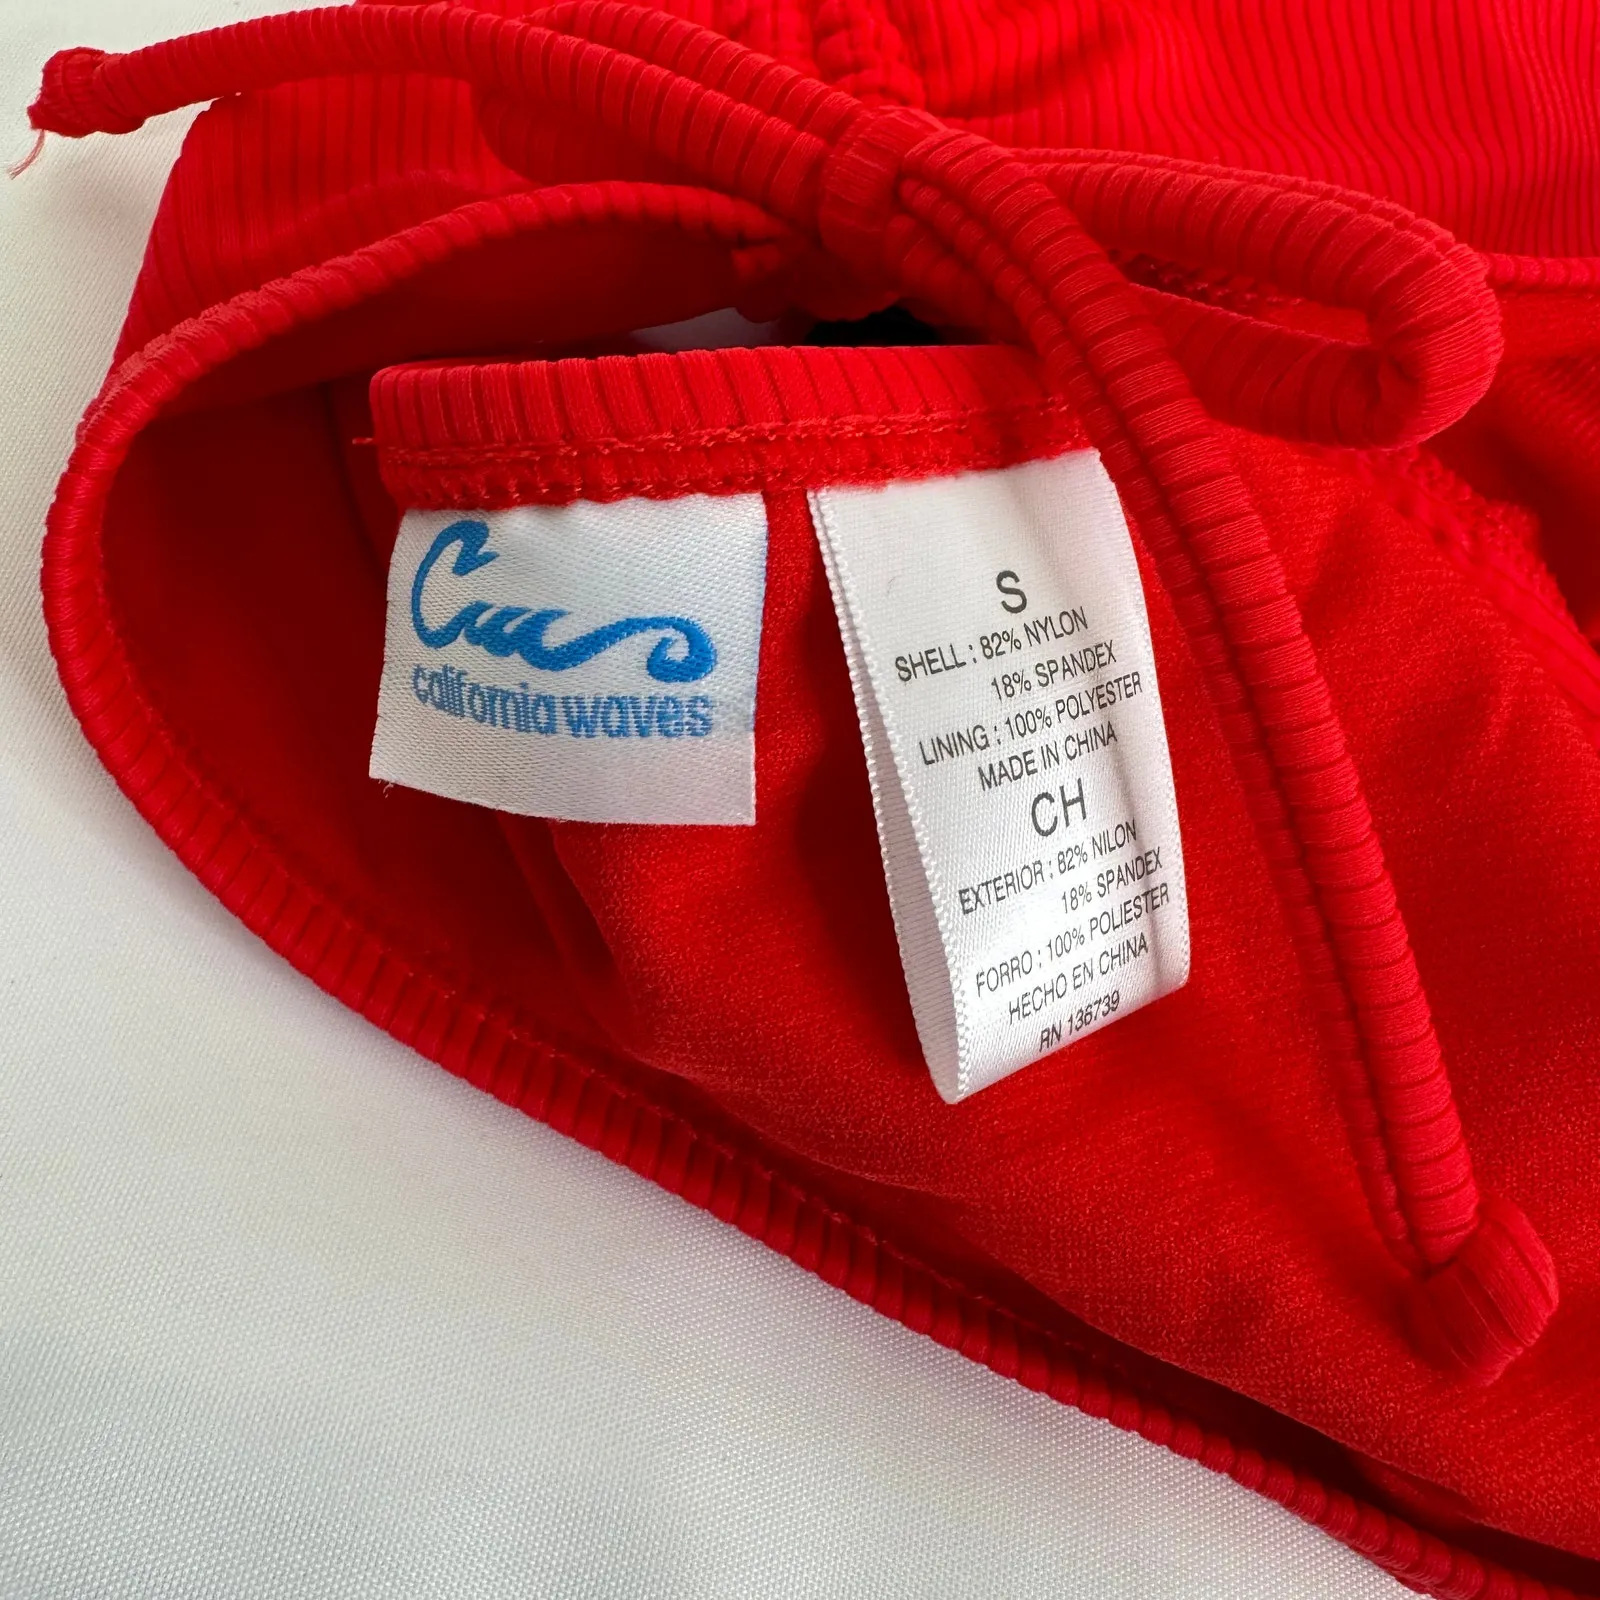 california waves
S
SHELL : 82% NYLON
18% SPANDEX
LINING : 100% POLYESTER
MADE IN CHINA
CH
EXTERIOR : 82% NILON
18% SPANDEX
FORRO : 100% POLIESTER
HECHO EN CHINA
RN 136739